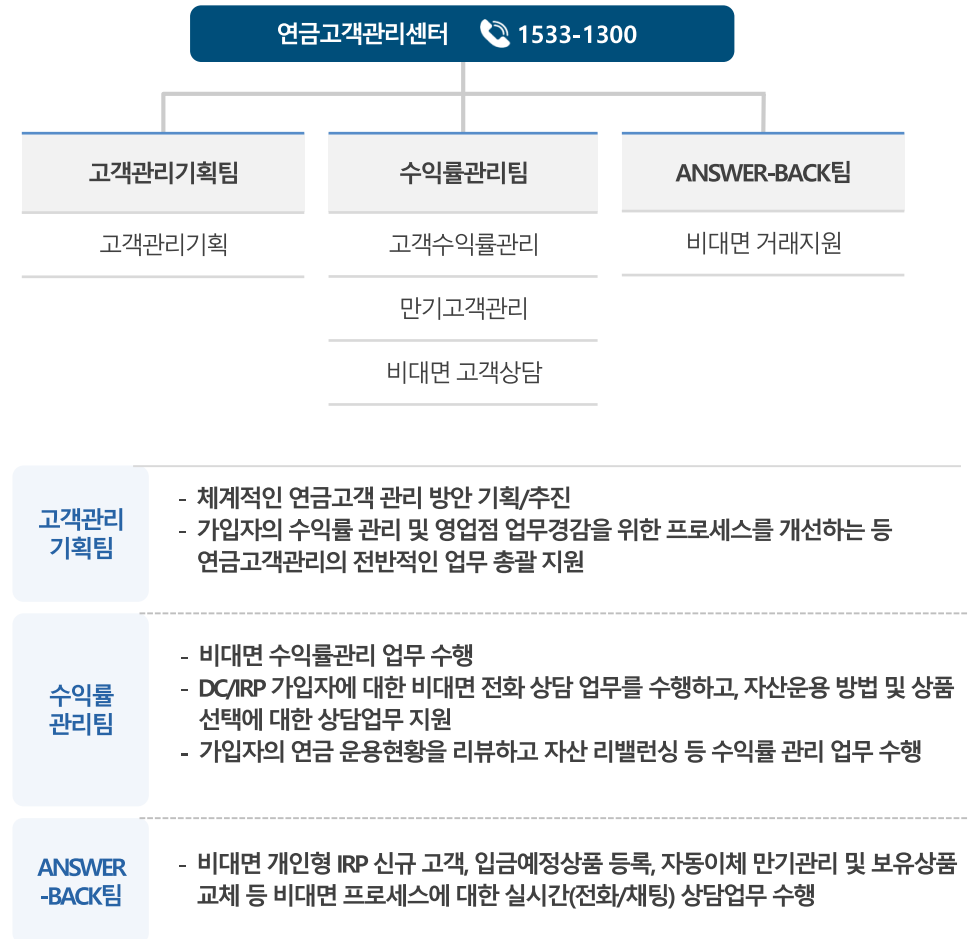 연금고객관리센터 1533-1300
고객관리기획팀
수익률관리팀
ANSWER-BACK팀
고객관리기획
고객수익률관리
비대면 거래지원
만기고객관리
비대면 고객상담
고객관리
기획팀
- 체계적인 연금고객 관리 방안 기획/추진
- 가입자의 수익률 관리 및 영업점 업무경감을 위한 프로세스를 개선하는 등
연금고객관리의 전반적인 업무 총괄 지원
수익률
관리팀
- 비대면 수익률관리 업무 수행
- DC/IRP 가입자에 대한 비대면 전화 상담 업무를 수행하고, 자산운용 방법 및 상품
선택에 대한 상담업무 지원
- 가입자의 연금 운용현황을 리뷰하고 자산 리밸런싱 등 수익률 관리 업무 수행
ANSWER
-BACK팀
- 비대면 개인형 IRP 신규 고객, 입금예정상품 등록, 자동이체 만기관리 및 보유상품
교체 등 비대면 프로세스에 대한 실시간(전화/채팅) 상담업무 수행